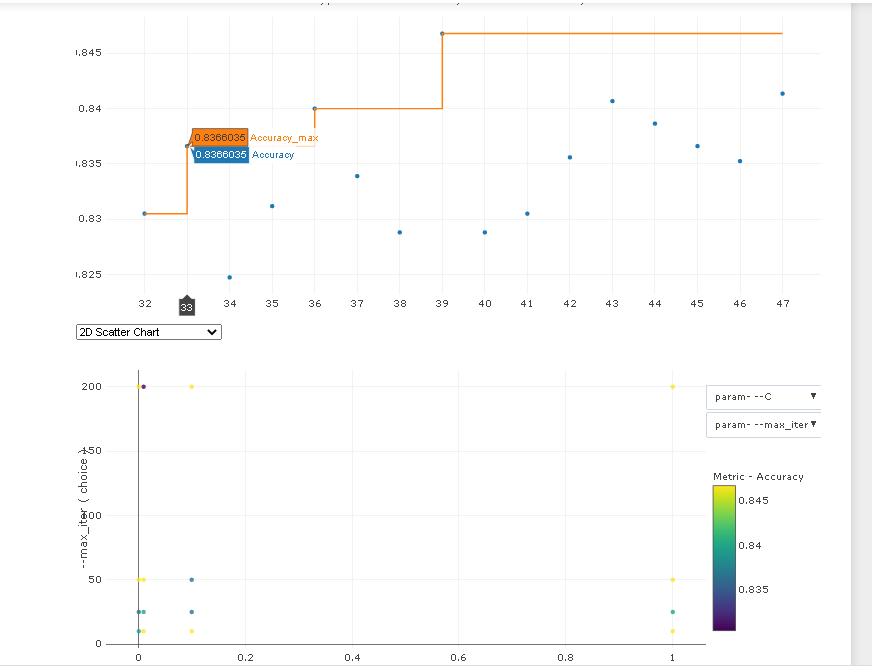 0.845
0.84
0.8366035 Accuracy_max
0.8366035 Accuracy
0.835
0.83
0.825
32 33 34 35 36 37 38 39 40 41 42 43 44 45 46 47
2D Scatter Chart
200
param- --C ▼
param- --max_iter ▼
150
Metric - Accuracy
0.845
--max_iter ( choice )
100
0.84
50
0.835
0
0 0.2 0.4 0.6 0.8 1